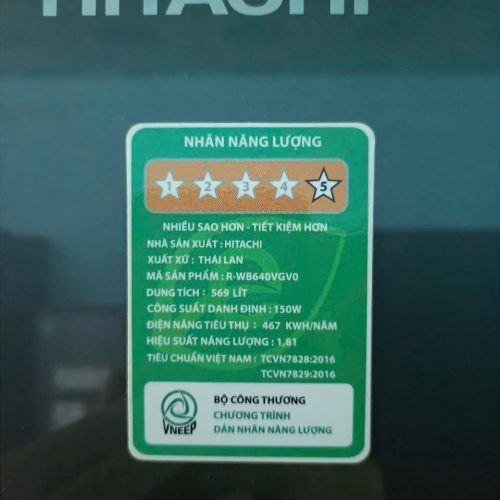 HITACHI
NHÃN NĂNG LƯỢNG
1 2 3 4 5
NHIỀU SAO HƠN - TIẾT KIỆM HƠN
NHÀ SẢN XUẤT : HITACHI
XUẤT XỨ : THÁI LAN
MÃ SẢN PHẨM : R-WB640VGV0
DUNG TÍCH : 569 LÍT
CÔNG SUẤT DANH ĐỊNH : 150W
ĐIỆN NĂNG TIÊU THỤ : 467 KWH/NĂM
HIỆU SUẤT NĂNG LƯỢNG : 1,81
TIÊU CHUẨN VIỆT NAM : TCVN7828:2016
TCVN7829:2016
BỘ CÔNG THƯƠNG
CHƯƠNG TRÌNH
DÁN NHÃN NĂNG LƯỢNG
VNEEP